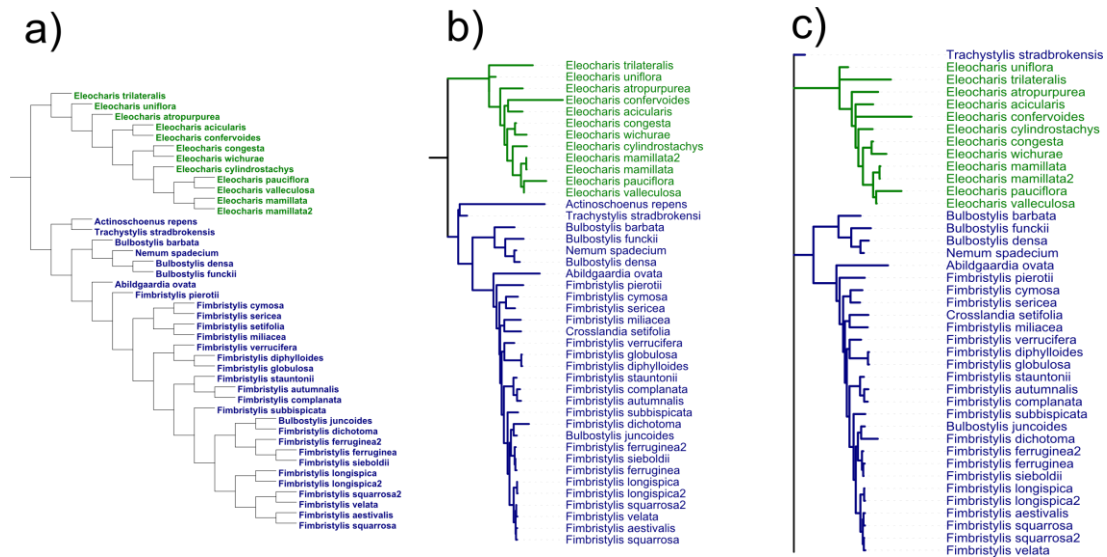 a)
Eleocharis trilateralis
Eleocharis uniflora
Eleocharis atropurpurea
Eleocharis acicularis
Eleocharis confervoides
Eleocharis congesta
Eleocharis wichurae
Eleocharis cylindrostachys
Eleocharis pauciflora
Eleocharis valleculosa
Eleocharis mamillata
Eleocharis mamillata2
Actinoschoenus repens
Trachystylis stradbrokensis
Bulbostylis barbata
Nemum spadecium
Bulbostylis densa
Bulbostylis funckii
Abildgaardia ovata
Fimbristylis pierotii
Fimbristylis cymosa
Fimbristylis sericea
Fimbristylis setifolia
Fimbristylis miliacea
Fimbristylis verrucifera
Fimbristylis diphylloides
Fimbristylis globulosa
Fimbristylis stauntonii
Fimbristylis autumnalis
Fimbristylis complanata
Fimbristylis subbispicata
Bulbostylis juncoides
Fimbristylis dichotoma
Fimbristylis ferruginea2
Fimbristylis ferruginea
Fimbristylis sieboldii
Fimbristylis longispica
Fimbristylis longispica2
Fimbristylis squarrosa2
Fimbristylis velata
Fimbristylis aestivalis
Fimbristylis squarrosa
b)
Eleocharis trilateralis
Eleocharis uniflora
Eleocharis atropurpurea
Eleocharis confervoides
Eleocharis acicularis
Eleocharis congesta
Eleocharis wichurae
Eleocharis cylindrostachys
Eleocharis mamillata2
Eleocharis mamillata
Eleocharis pauciflora
Eleocharis valleculosa
Actinoschoenus repens
Trachystylis stradbrokensi
Bulbostylis barbata
Bulbostylis funckii
Nemum spadecium
Bulbostylis densa
Abildgaardia ovata
Fimbristylis pierotii
Fimbristylis cymosa
Fimbristylis sericea
Fimbristylis miliacea
Crosslandia setifolia
Fimbristylis verrucifera
Fimbristylis globulosa
Fimbristylis diphylloides
Fimbristylis stauntonii
Fimbristylis complanata
Fimbristylis autumnalis
Fimbristylis subbispicata
Fimbristylis dichotoma
Bulbostylis juncoides
Fimbristylis ferruginea2
Fimbristylis sieboldii
Fimbristylis ferruginea
Fimbristylis longispica
Fimbristylis longispica2
Fimbristylis squarrosa2
Fimbristylis velata
Fimbristylis aestivalis
Fimbristylis squarrosa
c)
Trachystylis stradbrokensis
Eleocharis uniflora
Eleocharis trilateralis
Eleocharis atropurpurea
Eleocharis acicularis
Eleocharis confervoides
Eleocharis cylindrostachys
Eleocharis congesta
Eleocharis wichurae
Eleocharis mamillata
Eleocharis mamillata2
Eleocharis pauciflora
Eleocharis valleculosa
Bulbostylis barbata
Bulbostylis funckii
Bulbostylis densa
Nemum spadecium
Abildgaardia ovata
Fimbristylis pierotii
Fimbristylis cymosa
Fimbristylis sericea
Crosslandia setifolia
Fimbristylis miliacea
Fimbristylis verrucifera
Fimbristylis diphylloides
Fimbristylis globulosa
Fimbristylis stauntonii
Fimbristylis autumnalis
Fimbristylis complanata
Fimbristylis subbispicata
Bulbostylis juncoides
Fimbristylis dichotoma
Fimbristylis ferruginea2
Fimbristylis ferruginea
Fimbristylis sieboldii
Fimbristylis longispica
Fimbristylis longispica2
Fimbristylis aestivalis
Fimbristylis squarrosa
Fimbristylis squarrosa2
Fimbristylis velata